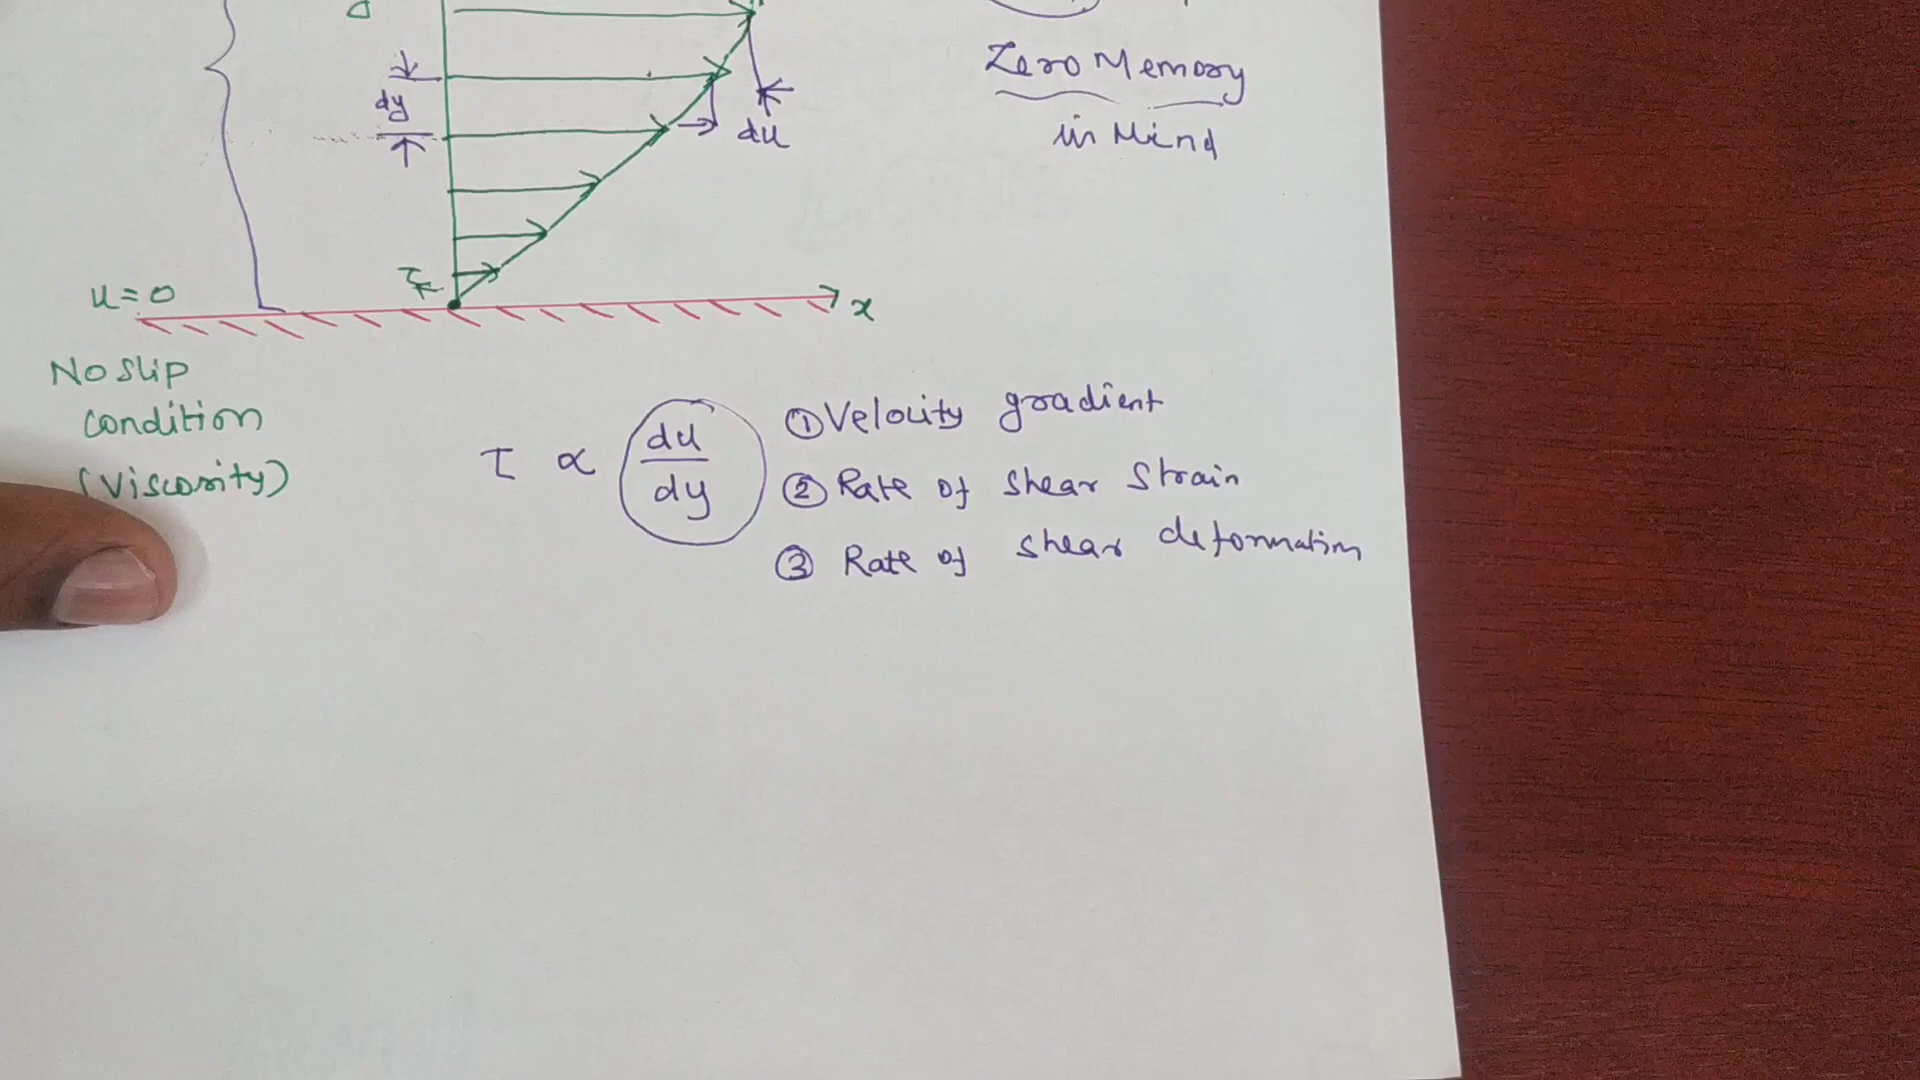 Zero Memory
in Mind
dy
du
τ
u=0
x
No slip
condition
(Viscosity)
τ ∝ du/dy
① Velocity gradient
② Rate of shear strain
③ Rate of shear deformation